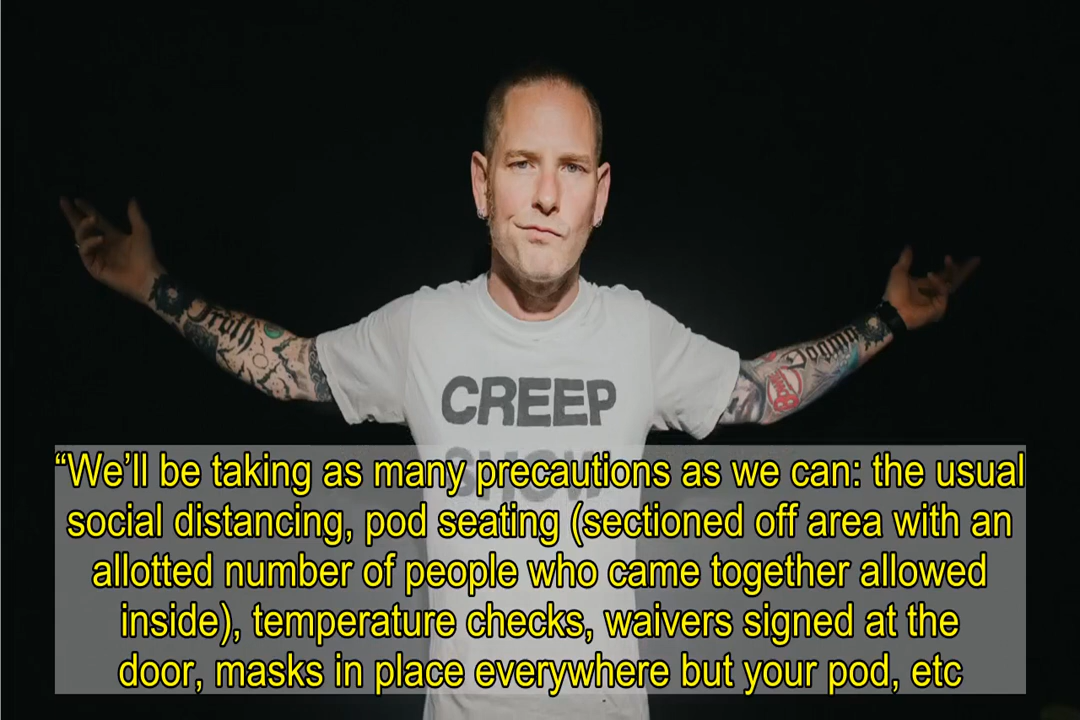 Truth
CREEP
SHOW
“We’ll be taking as many precautions as we can: the usual
social distancing, pod seating (sectioned off area with an
allotted number of people who came together allowed
inside), temperature checks, waivers signed at the
door, masks in place everywhere but your pod, etc